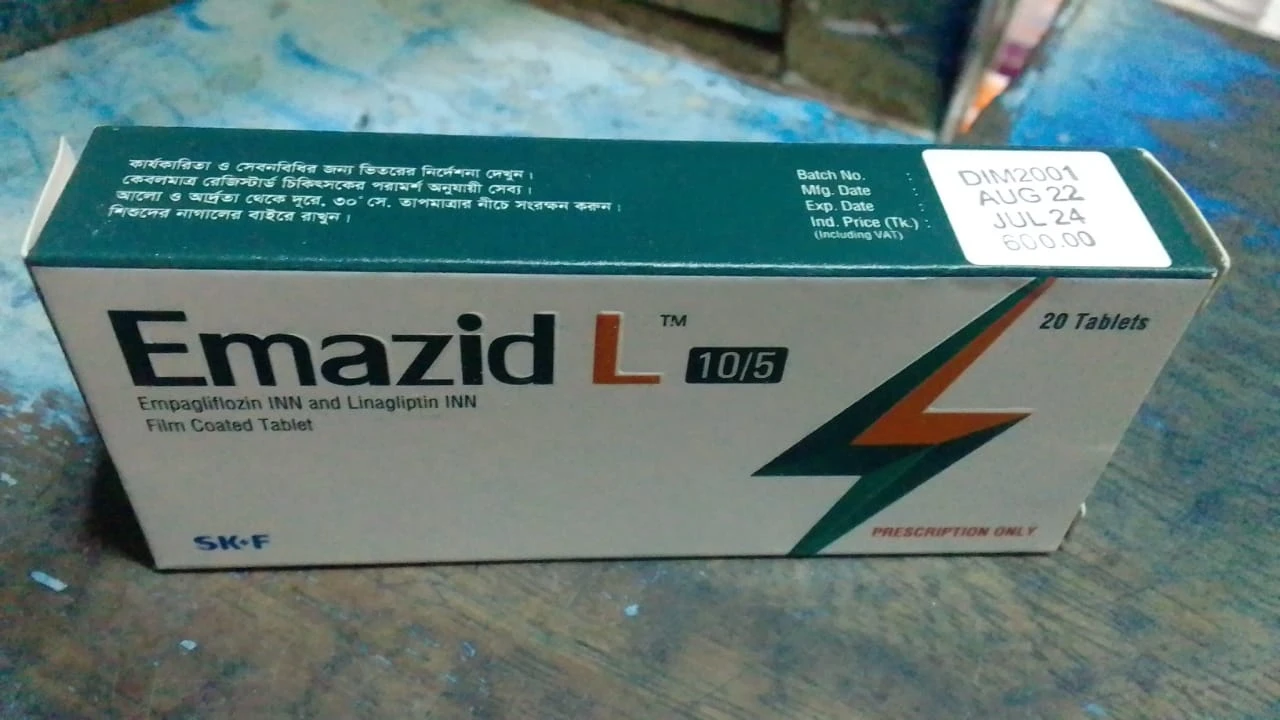 কার্যকারিতা ও সেবনবিধির জন্য ভিতরের নির্দেশনা দেখুন।
কেবলমাত্র রেজিস্টার্ড চিকিৎসকের পরামর্শ অনুযায়ী সেব্য।
আলো ও আর্দ্রতা থেকে দূরে, ৩০° সে. তাপমাত্রার নীচে সংরক্ষন করুন।
শিশুদের নাগালের বাইরে রাখুন।
Batch No. : DIM2001
Mfg. Date : AUG 22
Exp. Date : JUL 24
Ind. Price (Tk.) : 600.00
(Including VAT)
Emazid L™ 10/5
20 Tablets
Empagliflozin INN and Linagliptin INN
Film Coated Tablet
SK+F
PRESCRIPTION ONLY